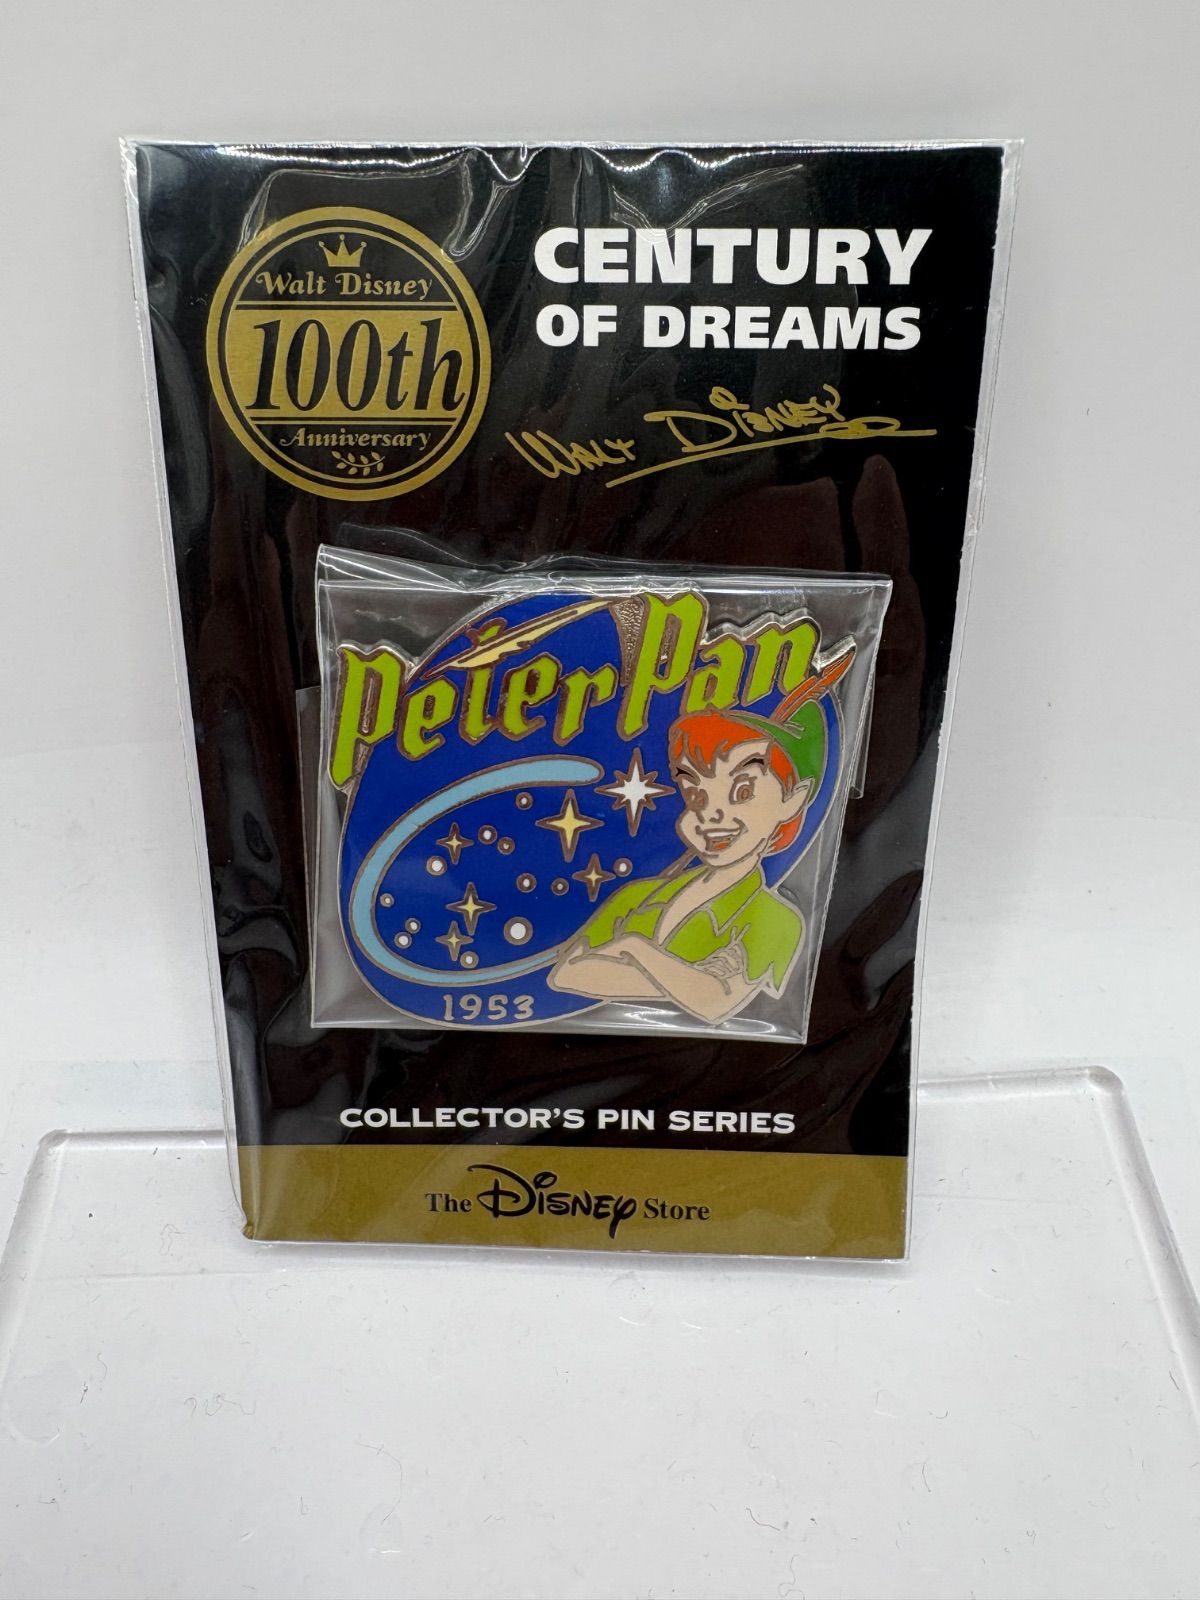 Walt Disney
100th
Anniversary
CENTURY
OF DREAMS
Walt Disney
Peter Pan
1953
COLLECTOR'S PIN SERIES
The Disney Store